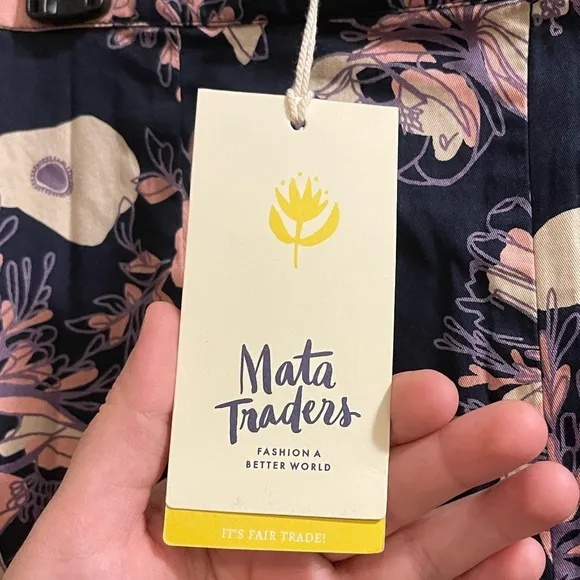 Mata
Traders
FASHION A
BETTER WORLD
IT'S FAIR TRADE!